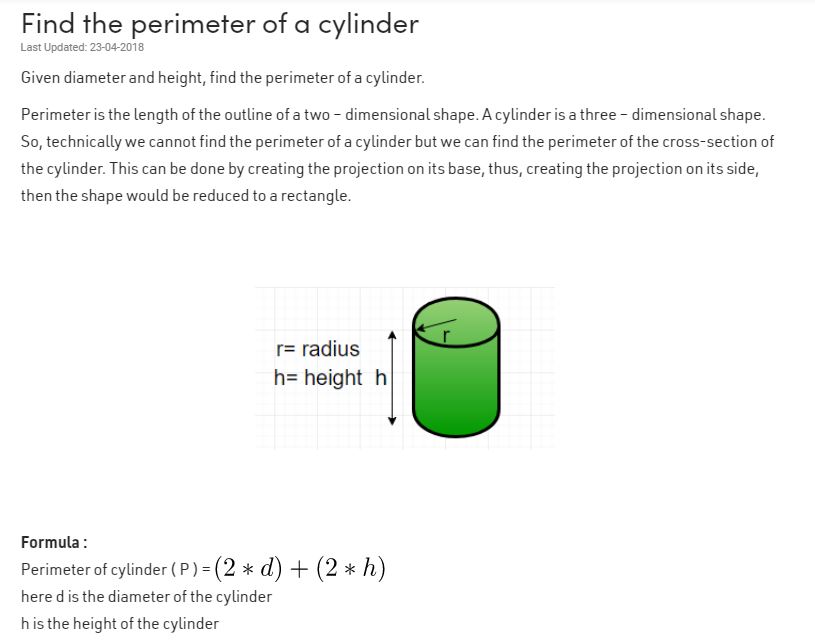 Find the perimeter of a cylinder
Last Updated: 23-04-2018
Given diameter and height, find the perimeter of a cylinder.
Perimeter is the length of the outline of a two – dimensional shape. A cylinder is a three – dimensional shape.
So, technically we cannot find the perimeter of a cylinder but we can find the perimeter of the cross-section of
the cylinder. This can be done by creating the projection on its base, thus, creating the projection on its side,
then the shape would be reduced to a rectangle.
r
r= radius
h= height h
Formula :
Perimeter of cylinder ( P ) = (2 * d) + (2 * h)
here d is the diameter of the cylinder
h is the height of the cylinder